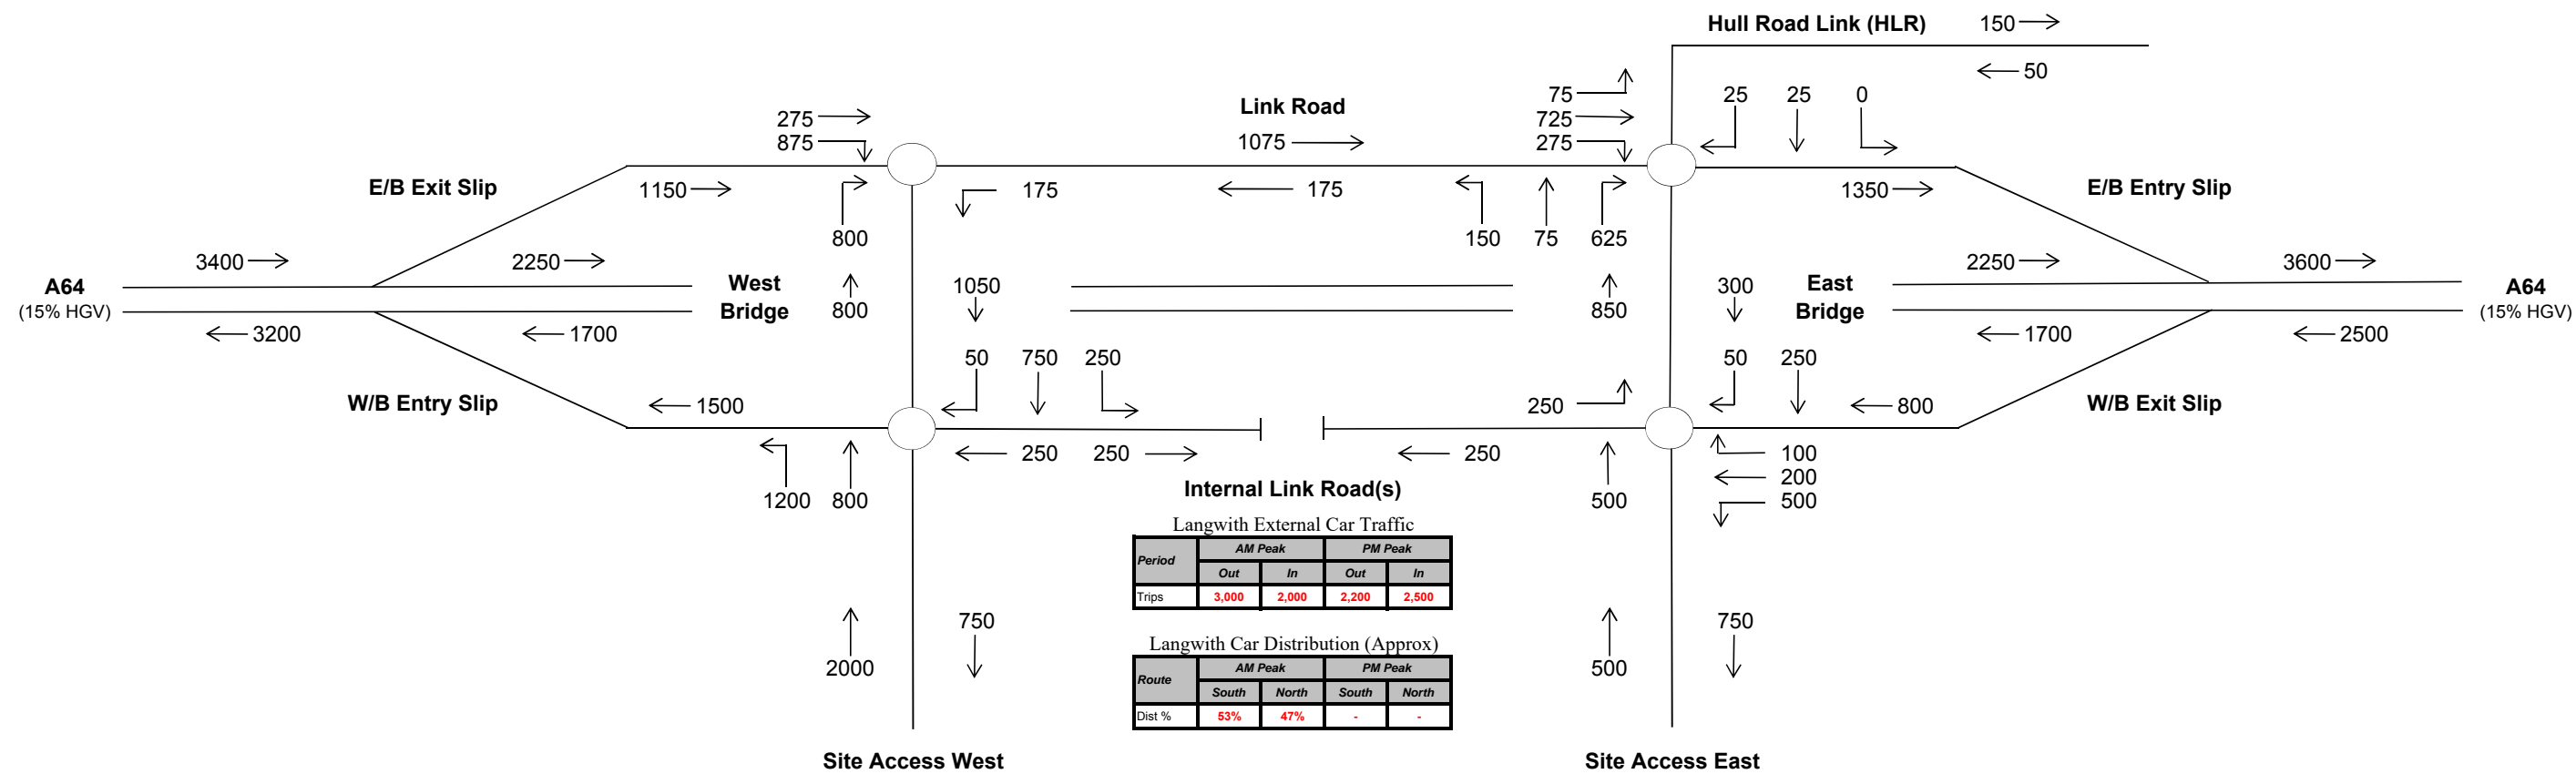 Hull Road Link (HLR) 150
50
75 25 25 0
275 Link Road 725
875 1075 275
E/B Exit Slip 1150 175 175 1350 E/B Entry Slip
800 150 75 625
3400 2250 West 1050 850 300 East 2250 3600
A64 Bridge Bridge A64
(15% HGV) 800 (15% HGV)
3200 1700 1700 2500
50 750 250 50 250
W/B Entry Slip 1500 250 800 W/B Exit Slip
250 250 250 100
200
1200 800 Internal Link Road(s) 500 500
Langwith External Car Traffic
Period AM Peak PM Peak
Out In Out In
Trips 3,000 2,000 2,200 2,500
750 750
Langwith Car Distribution (Approx)
2000 500
Route AM Peak PM Peak
South North South North
Dist % 53% 47% - -
Site Access West Site Access East